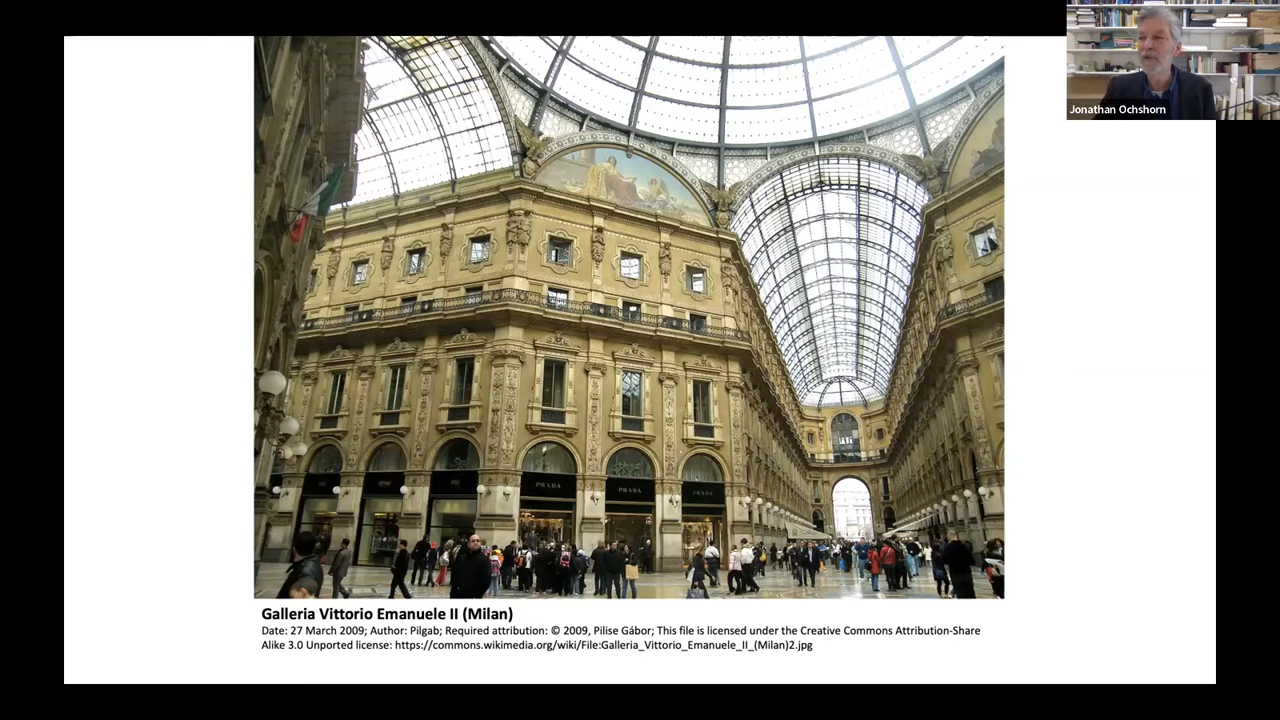 Jonathan Ochshorn
PRADA
PRADA
PRADA
Galleria Vittorio Emanuele II (Milan)
Date: 27 March 2009; Author: Pilgab; Required attribution: © 2009, Pilise Gábor; This file is licensed under the Creative Commons Attribution-Share
Alike 3.0 Unported license: https://commons.wikimedia.org/wiki/File:Galleria_Vittorio_Emanuele_II_(Milan)2.jpg